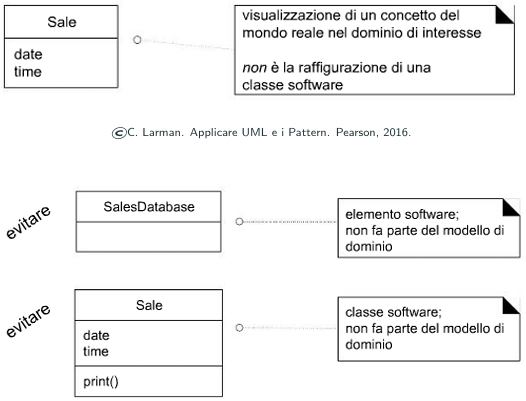 Sale
date
time
visualizzazione di un concetto del
mondo reale nel dominio di interesse
non è la raffigurazione di una
classe software
©C. Larman. Applicare UML e i Pattern. Pearson, 2016.
evitare
SalesDatabase
elemento software;
non fa parte del modello di
dominio
evitare
Sale
date
time
print()
classe software;
non fa parte del modello di
dominio